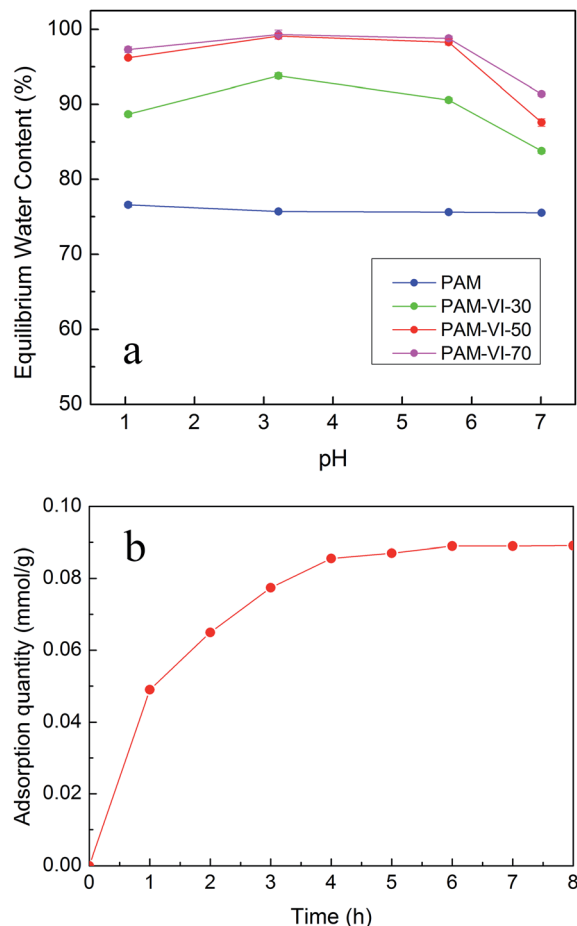 Equilibrium Water Content (%)
100
90
80
70
60
50
a
PAM
PAM-VI-30
PAM-VI-50
PAM-VI-70
1 2 3 4 5 6 7
pH
Adsorption quantity (mmol/g)
0.10
0.08
0.06
0.04
0.02
0.00
b
0 1 2 3 4 5 6 7 8
Time (h)